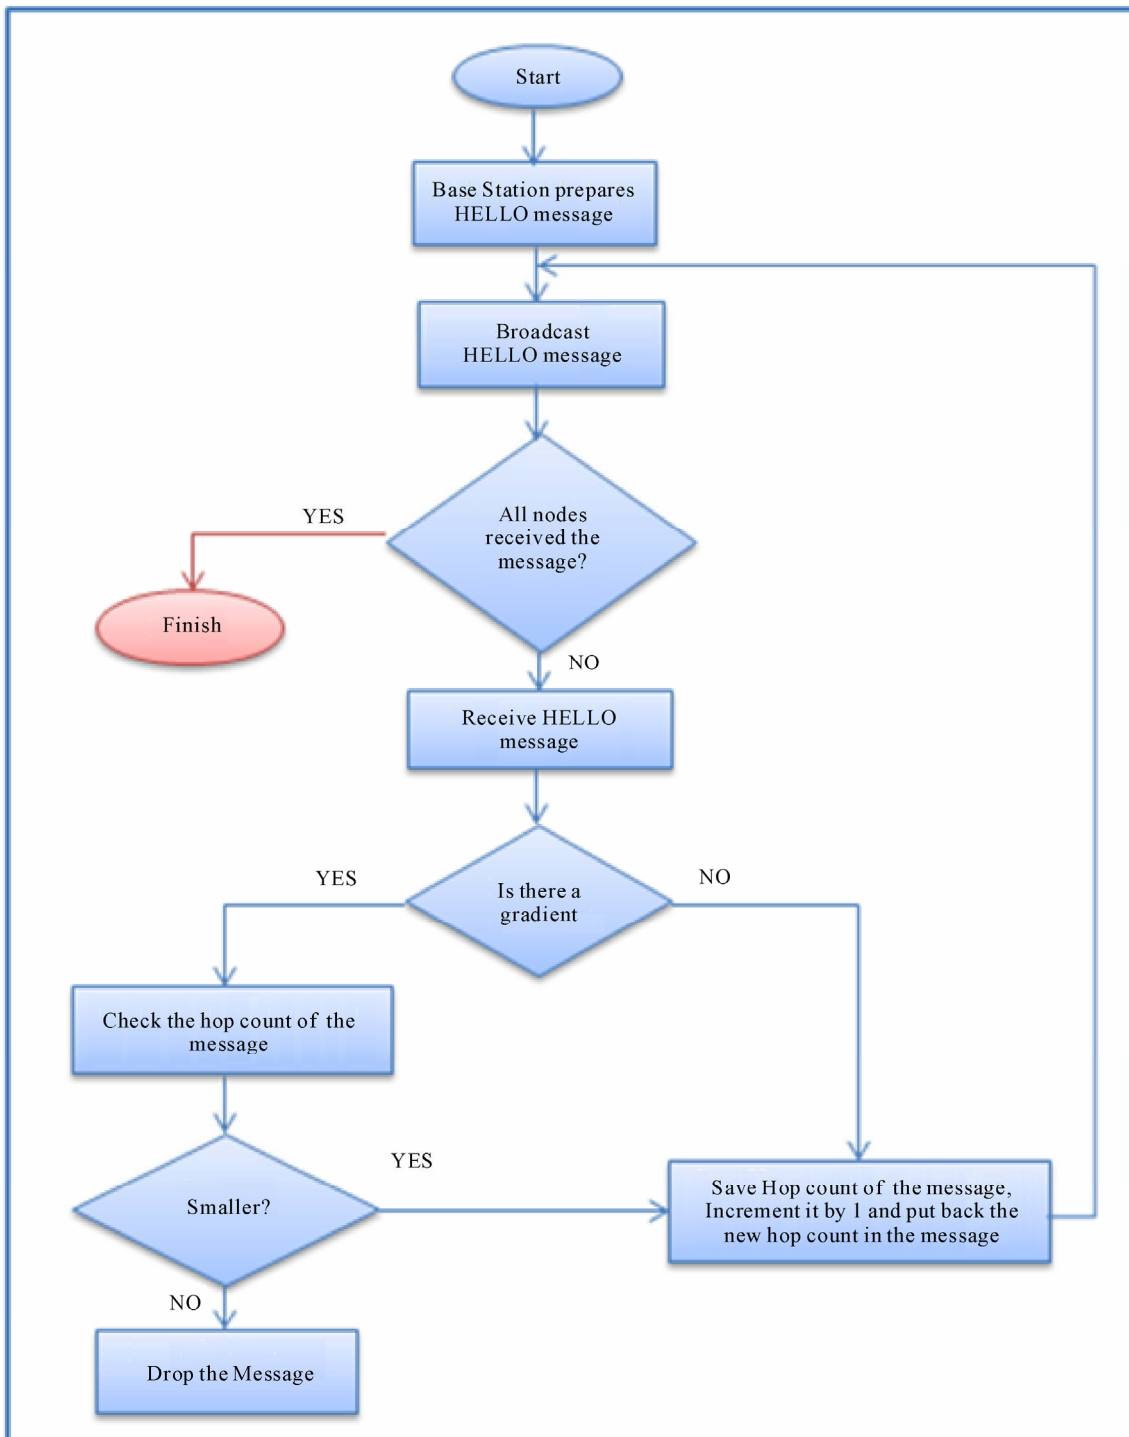 Start
Base Station prepares
HELLO message
Broadcast
HELLO message
All nodes
received the
message?
YES
Finish
NO
Receive HELLO
message
Is there a
gradient
YES
NO
Check the hop count of the
message
Smaller?
YES
Save Hop count of the message,
Increment it by 1 and put back the
new hop count in the message
NO
Drop the Message